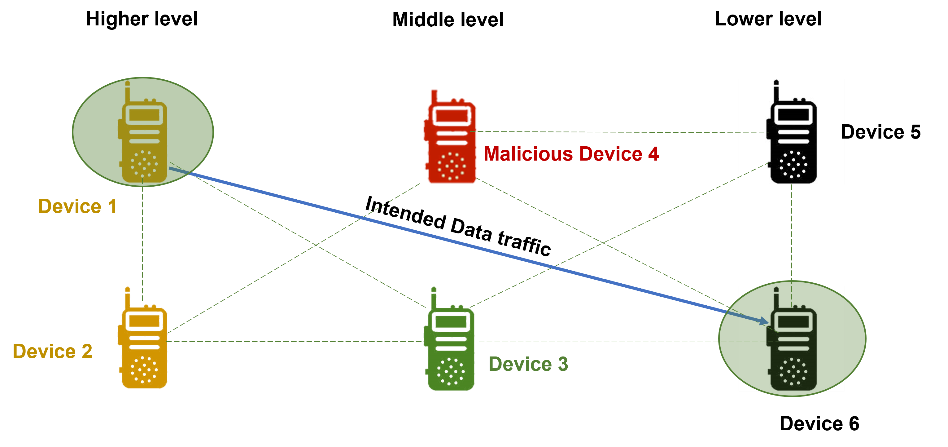 Higher level
Middle level
Lower level
Device 5
Malicious Device 4
Device 1
Intended Data traffic
Device 2
Device 3
Device 6